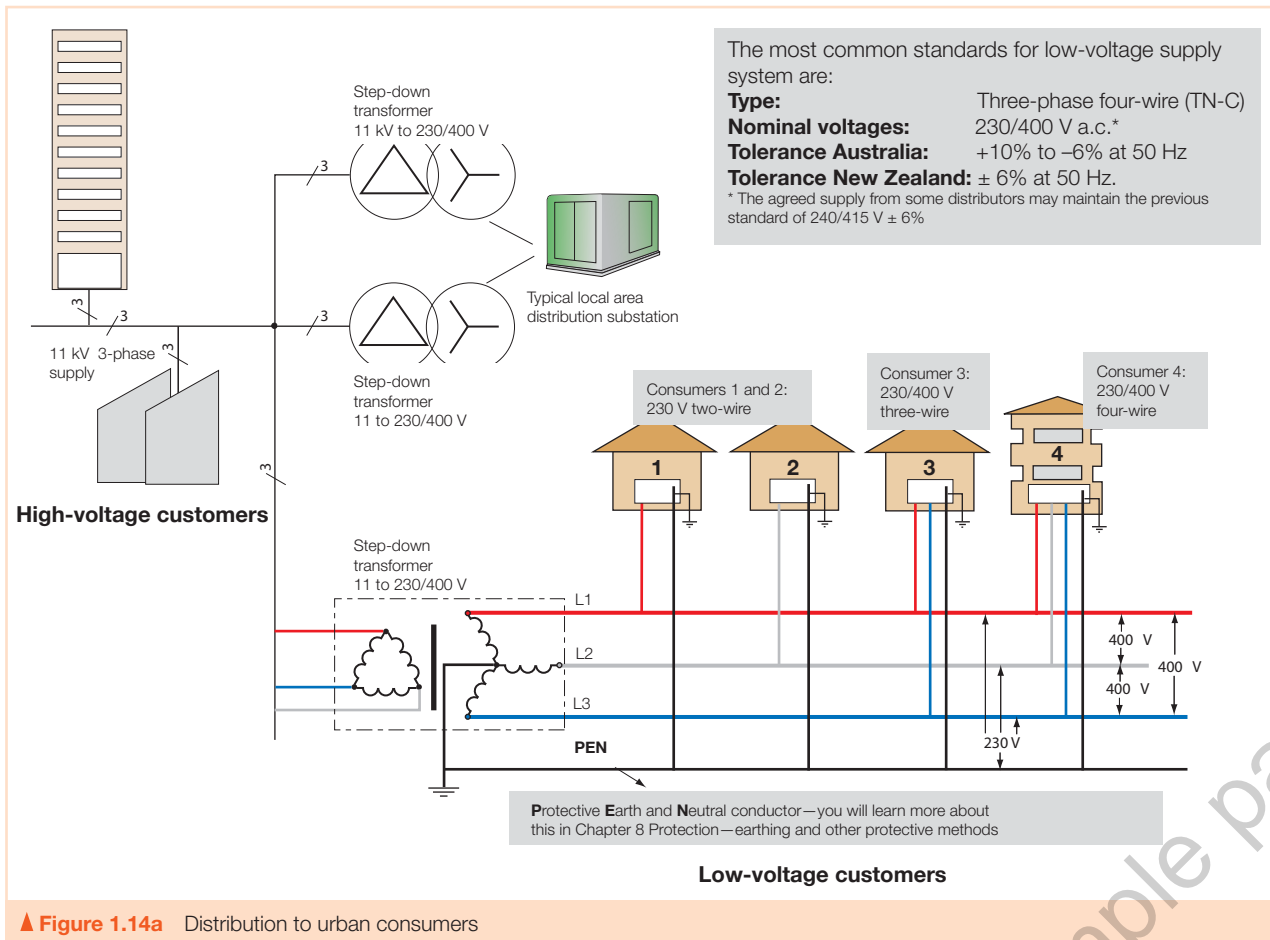 The most common standards for low-voltage supply
system are:
Type: Three-phase four-wire (TN-C)
Nominal voltages: 230/400 V a.c.*
Tolerance Australia: +10% to –6% at 50 Hz
Tolerance New Zealand: ± 6% at 50 Hz.
* The agreed supply from some distributors may maintain the previous
standard of 240/415 V ± 6%
Step-down
transformer
11 kV to 230/400 V
3
3
3
3
Typical local area
distribution substation
11 kV 3-phase
supply
3
Step-down
transformer
11 to 230/400 V
3
High-voltage customers
Consumers 1 and 2:
230 V two-wire
Consumer 3:
230/400 V
three-wire
Consumer 4:
230/400 V
four-wire
1
2
3
4
Step-down
transformer
11 to 230/400 V
L1
L2
L3
400 V
400 V
400 V
230 V
PEN
Protective Earth and Neutral conductor—you will learn more about
this in Chapter 8 Protection—earthing and other protective methods
Low-voltage customers
Figure 1.14a Distribution to urban consumers